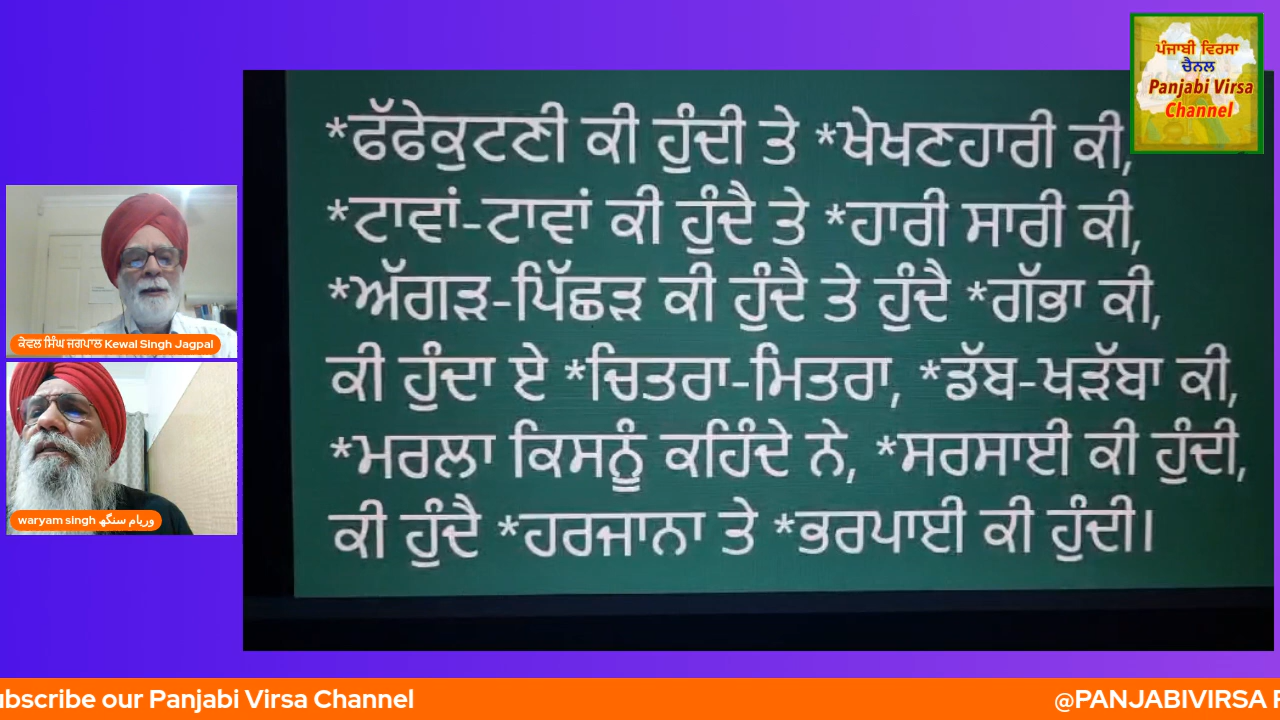 ਪੰਜਾਬੀ ਵਿਰਸਾ
ਚੈਨਲ
Panjabi Virsa
Channel
*ਫੱਫੇਕੁਟਣੀ ਕੀ ਹੁੰਦੀ ਤੇ *ਖੇਖਣਹਾਰੀ ਕੀ,
*ਟਾਵਾਂ-ਟਾਵਾਂ ਕੀ ਹੁੰਦੈ ਤੇ *ਹਾਰੀ ਸਾਰੀ ਕੀ,
*ਅੱਗੜ-ਪਿੱਛੜ ਕੀ ਹੁੰਦੈ ਤੇ ਹੁੰਦੈ *ਗੱਭਾ ਕੀ,
ਕੀ ਹੁੰਦਾ ਏ *ਚਿਤਰਾ-ਮਿਤਰਾ, *ਡੱਬ-ਖੜੱਬਾ ਕੀ,
*ਮਰਲਾ ਕਿਸਨੂੰ ਕਹਿੰਦੇ ਨੇ, *ਸਰਸਾਈ ਕੀ ਹੁੰਦੀ,
ਕੀ ਹੁੰਦੈ *ਹਰਜਾਨਾ ਤੇ *ਭਰਪਾਈ ਕੀ ਹੁੰਦੀ।
ਕੇਵਲ ਸਿੰਘ ਜਗਪਾਲ Kewal Singh Jagpal
waryam singh وریام سنگھ
ubscribe our Panjabi Virsa Channel
@PANJABIVIRSA